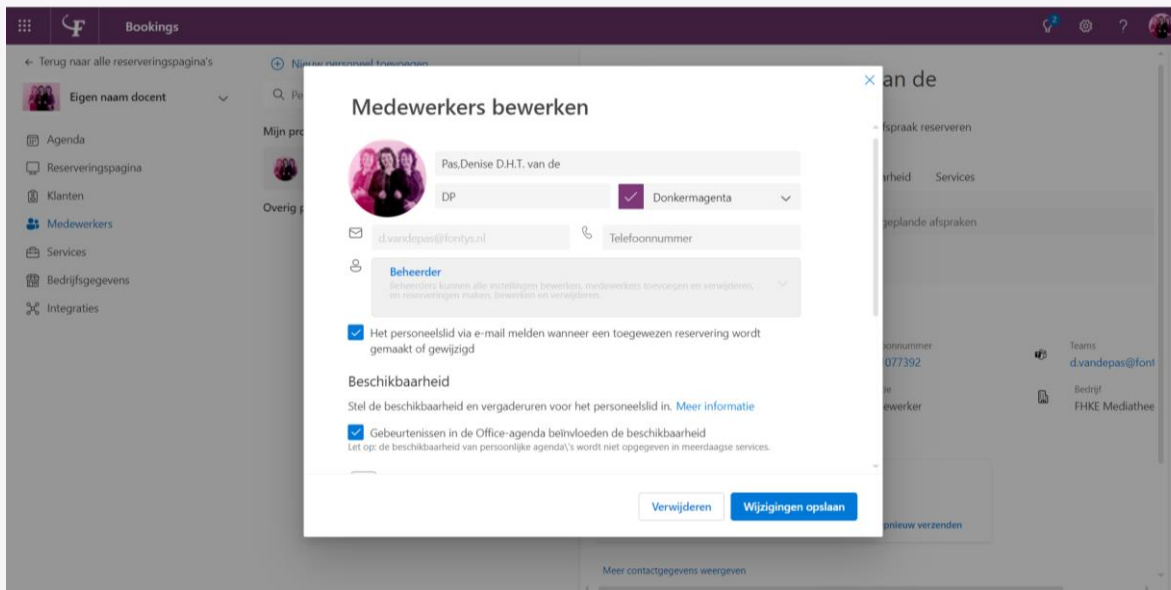 Bookings
2
?
← Terug naar alle reserveringspagina's
Eigen naam docent
Agenda
Reserveringspagina
Klanten
Medewerkers
Services
Bedrijfsgegevens
Integraties
Nieuw personeel toevoegen
Pe
Mijn pro
Overig p
Medewerkers bewerken
Pas,Denise D.H.T. van de
DP
Donkermagenta
d.vandepas@fontys.nl
Telefoonnummer
Beheerder
Beheerders kunnen alle instellingen bewerken, medewerkers toevoegen en verwijderen,
en reserveringen maken, bewerken en verwijderen.
Het personeelslid via e-mail melden wanneer een toegewezen reservering wordt
gemaakt of gewijzigd
Beschikbaarheid
Stel de beschikbaarheid en vergaderuren voor het personeelslid in. Meer informatie
Gebeurtenissen in de Office-agenda beïnvloeden de beschikbaarheid
Let op: de beschikbaarheid van persoonlijke agenda\'s wordt niet opgegeven in meerdaagse services.
Verwijderen
Wijzigingen opslaan
an de
fspraak reserveren
arheid
Services
geplande afspraken
onnummer
077392
Teams
d.vandepas@font
ie
ewerker
Bedrijf
FHKE Mediathee
pnieuw verzenden
Meer contactgegevens weergeven